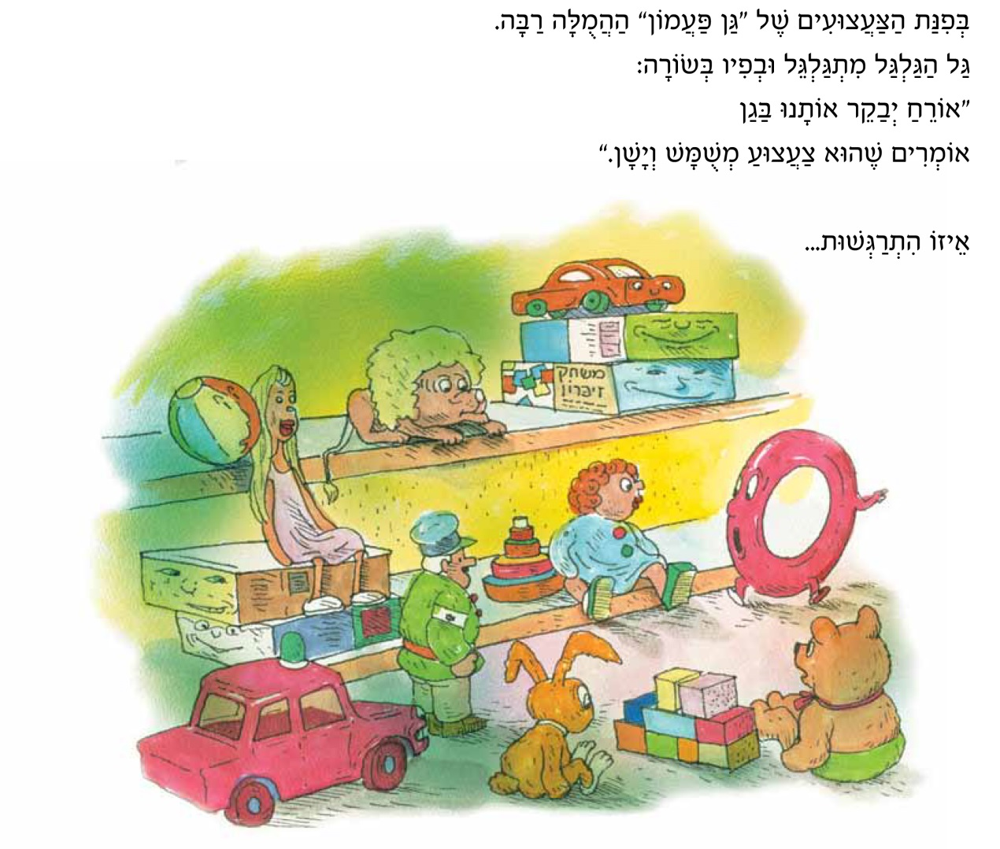 בְּפִנַּת הַצַּעֲצוּעִים שֶׁל ”גַּן פַּעֲמוֹן“ הַהֲמֻלָּה רַבָּה.
גַּל הַגַּלְגַּל מִתְגַּלְגֵּל וּבְפִיו בְּשׂוֹרָה:
”אוֹרֵחַ יְבַקֵּר אוֹתָנוּ בַּגַּן
אוֹמְרִים שֶׁהוּא צַעֲצוּעַ מְשֻׁמָּשׁ וְיָשָׁן.“
אֵיזוֹ הִתְרַגְּשׁוּת...
משחק
זיכרון